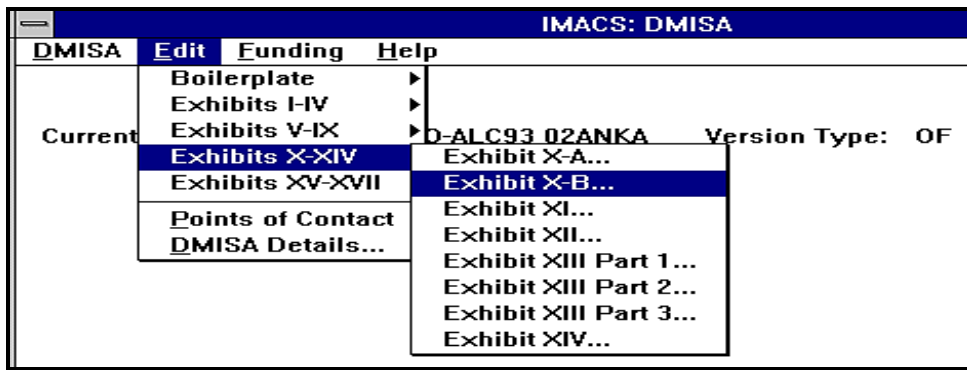 IMACS: DMISA
DMISA Edit Funding Help
Boilerplate
Exhibits I-IV
Current Exhibits V-IX D-ALC93 02ANKA Version Type: OF
Exhibits X-XIV Exhibit X-A...
Exhibits XV-XVII Exhibit X-B...
Exhibit XI...
Points of Contact Exhibit XII...
DMISA Details... Exhibit XIII Part 1...
Exhibit XIII Part 2...
Exhibit XIII Part 3...
Exhibit XIV...